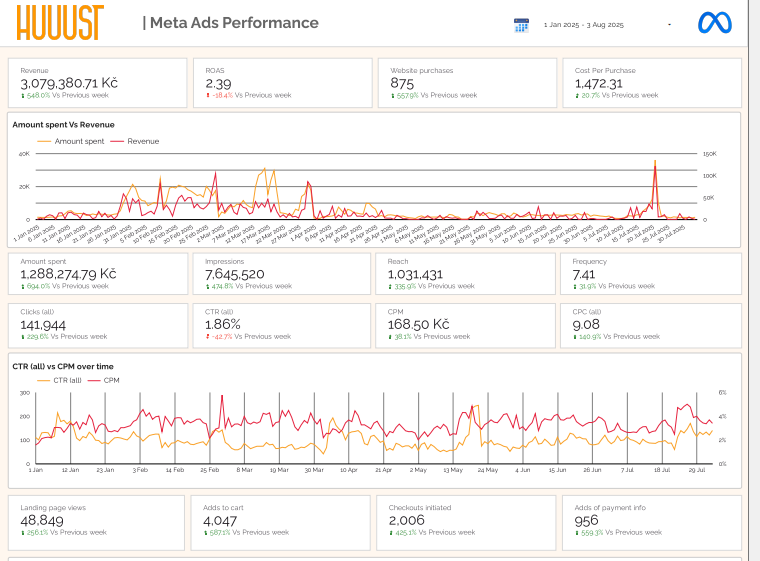 HUUUST
| Meta Ads Performance
1 Jan 2025 - 3 Aug 2025
Revenue
3,079,380.71 Kč
548.0% Vs Previous week
ROAS
2.39
-18.4% Vs Previous week
Website purchases
875
557.9% Vs Previous week
Cost Per Purchase
1,472.31
20.7% Vs Previous week
Amount spent Vs Revenue
Amount spent Revenue
40K
20K
0
150K
100K
50K
0
1 Jan 2025 6 Jan 2025 11 Jan 2025 16 Jan 2025 21 Jan 2025 26 Jan 2025 31 Jan 2025 5 Feb 2025 10 Feb 2025 15 Feb 2025 20 Feb 2025 25 Feb 2025 2 Mar 2025 7 Mar 2025 12 Mar 2025 17 Mar 2025 22 Mar 2025 27 Mar 2025 1 Apr 2025 6 Apr 2025 11 Apr 2025 16 Apr 2025 21 Apr 2025 26 Apr 2025 1 May 2025 6 May 2025 11 May 2025 16 May 2025 21 May 2025 26 May 2025 31 May 2025 5 Jun 2025 10 Jun 2025 15 Jun 2025 20 Jun 2025 25 Jun 2025 30 Jun 2025 5 Jul 2025 10 Jul 2025 15 Jul 2025 20 Jul 2025 25 Jul 2025 30 Jul 2025
Amount spent
1,288,274.79 Kč
694.0% Vs Previous week
Impressions
7,645,520
474.8% Vs Previous week
Reach
1,031,431
335.9% Vs Previous week
Frequency
7.41
31.9% Vs Previous week
Clicks (all)
141,944
229.6% Vs Previous week
CTR (all)
1.86%
-42.7% Vs Previous week
CPM
168.50 Kč
38.1% Vs Previous week
CPC (all)
9.08
140.9% Vs Previous week
CTR (all) vs CPM over time
CTR (all) CPM
300
200
100
0
6%
4%
2%
0%
1 Jan 12 Jan 23 Jan 3 Feb 14 Feb 25 Feb 8 Mar 19 Mar 30 Mar 10 Apr 21 Apr 2 May 13 May 24 May 4 Jun 15 Jun 26 Jun 7 Jul 18 Jul 29 Jul
Landing page views
48,849
256.1% Vs Previous week
Adds to cart
4,047
587.1% Vs Previous week
Checkouts initiated
2,006
425.1% Vs Previous week
Adds of payment info
956
559.3% Vs Previous week